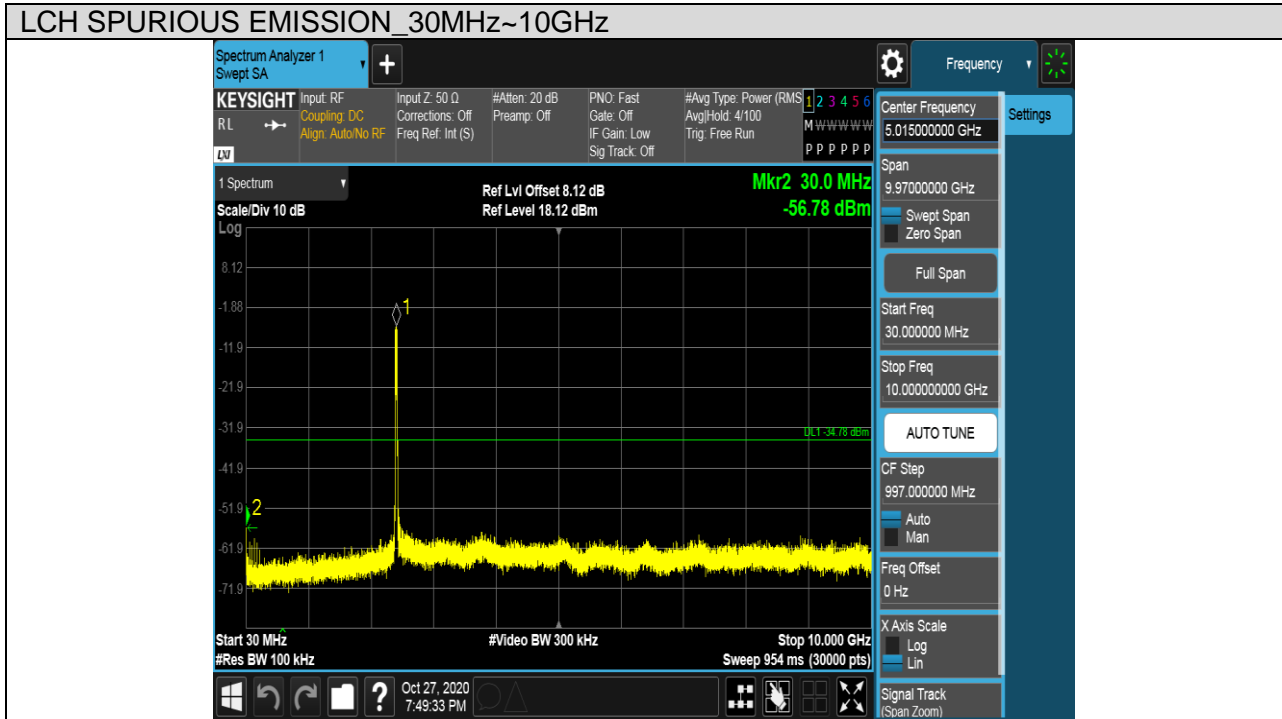 LCH SPURIOUS EMISSION_30MHz~10GHz
Spectrum Analyzer 1
Swept SA
Frequency
KEYSIGHT
RL
LXI
Input: RF
Coupling: DC
Align: Auto/No RF
Input Z: 50 Ω
Corrections: Off
Freq Ref: Int (S)
#Atten: 20 dB
Preamp: Off
PNO: Fast
Gate: Off
IF Gain: Low
Sig Track: Off
#Avg Type: Power (RMS
Avg|Hold: 4/100
Trig: Free Run
1 2 3 4 5 6
M W W W W W
P P P P P P
1 Spectrum
Scale/Div 10 dB
Ref Lvl Offset 8.12 dB
Ref Level 18.12 dBm
Mkr2 30.0 MHz
-56.78 dBm
Log
8.12
-1.88
-11.9
-21.9
-31.9
-41.9
-51.9
-61.9
-71.9
1
2
DL1 -34.78 dBm
Start 30 MHz
#Res BW 100 kHz
#Video BW 300 kHz
Stop 10.000 GHz
Sweep 954 ms (30000 pts)
Center Frequency
5.015000000 GHz
Settings
Span
9.97000000 GHz
Swept Span
Zero Span
Full Span
Start Freq
30.000000 MHz
Stop Freq
10.000000000 GHz
AUTO TUNE
CF Step
997.000000 MHz
Auto
Man
Freq Offset
0 Hz
X Axis Scale
Log
Lin
Signal Track
(Span Zoom)
?
Oct 27, 2020
7:49:33 PM